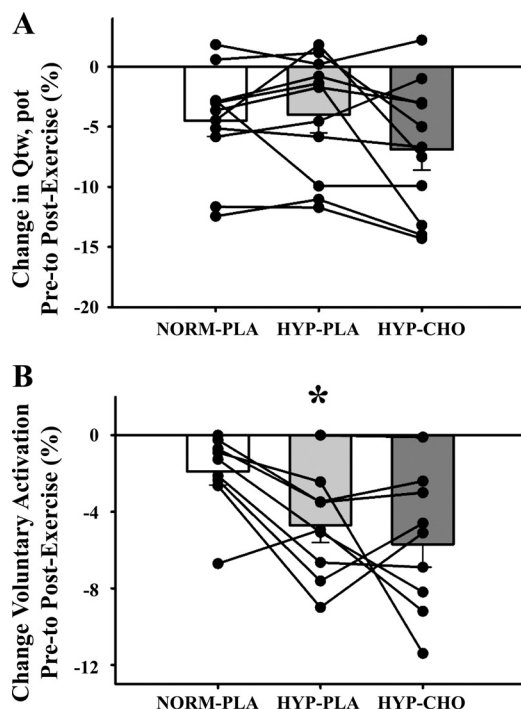 A
Change in Qtw, pot
Pre-to Post-Exercise (%)
0
-5
-10
-15
-20
NORM-PLA HYP-PLA HYP-CHO
B
*
Change Voluntary Activation
Pre-to Post-Exercise (%)
0
-4
-8
-12
NORM-PLA HYP-PLA HYP-CHO